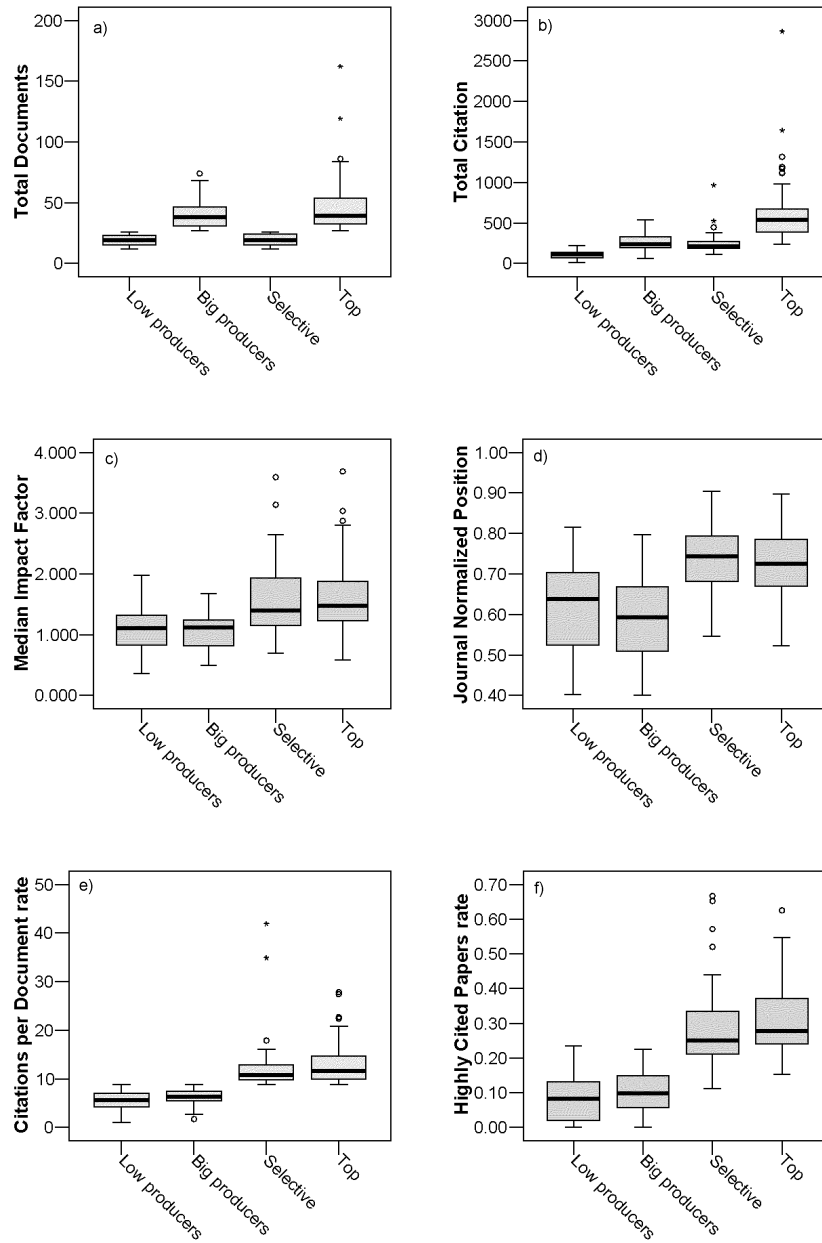 a)
Total Documents
200
150
100
50
0
Low producers
Big producers
Selective
Top
b)
Total Citation
3000
2500
2000
1500
1000
500
0
Low producers
Big producers
Selective
Top
c)
Median Impact Factor
4.000
3.000
2.000
1.000
0.000
Low producers
Big producers
Selective
Top
d)
Journal Normalized Position
1.00
0.90
0.80
0.70
0.60
0.50
0.40
Low producers
Big producers
Selective
Top
e)
Citations per Document rate
50
40
30
20
10
0
Low producers
Big producers
Selective
Top
f)
Highly Cited Papers rate
0.70
0.60
0.50
0.40
0.30
0.20
0.10
0.00
Low producers
Big producers
Selective
Top